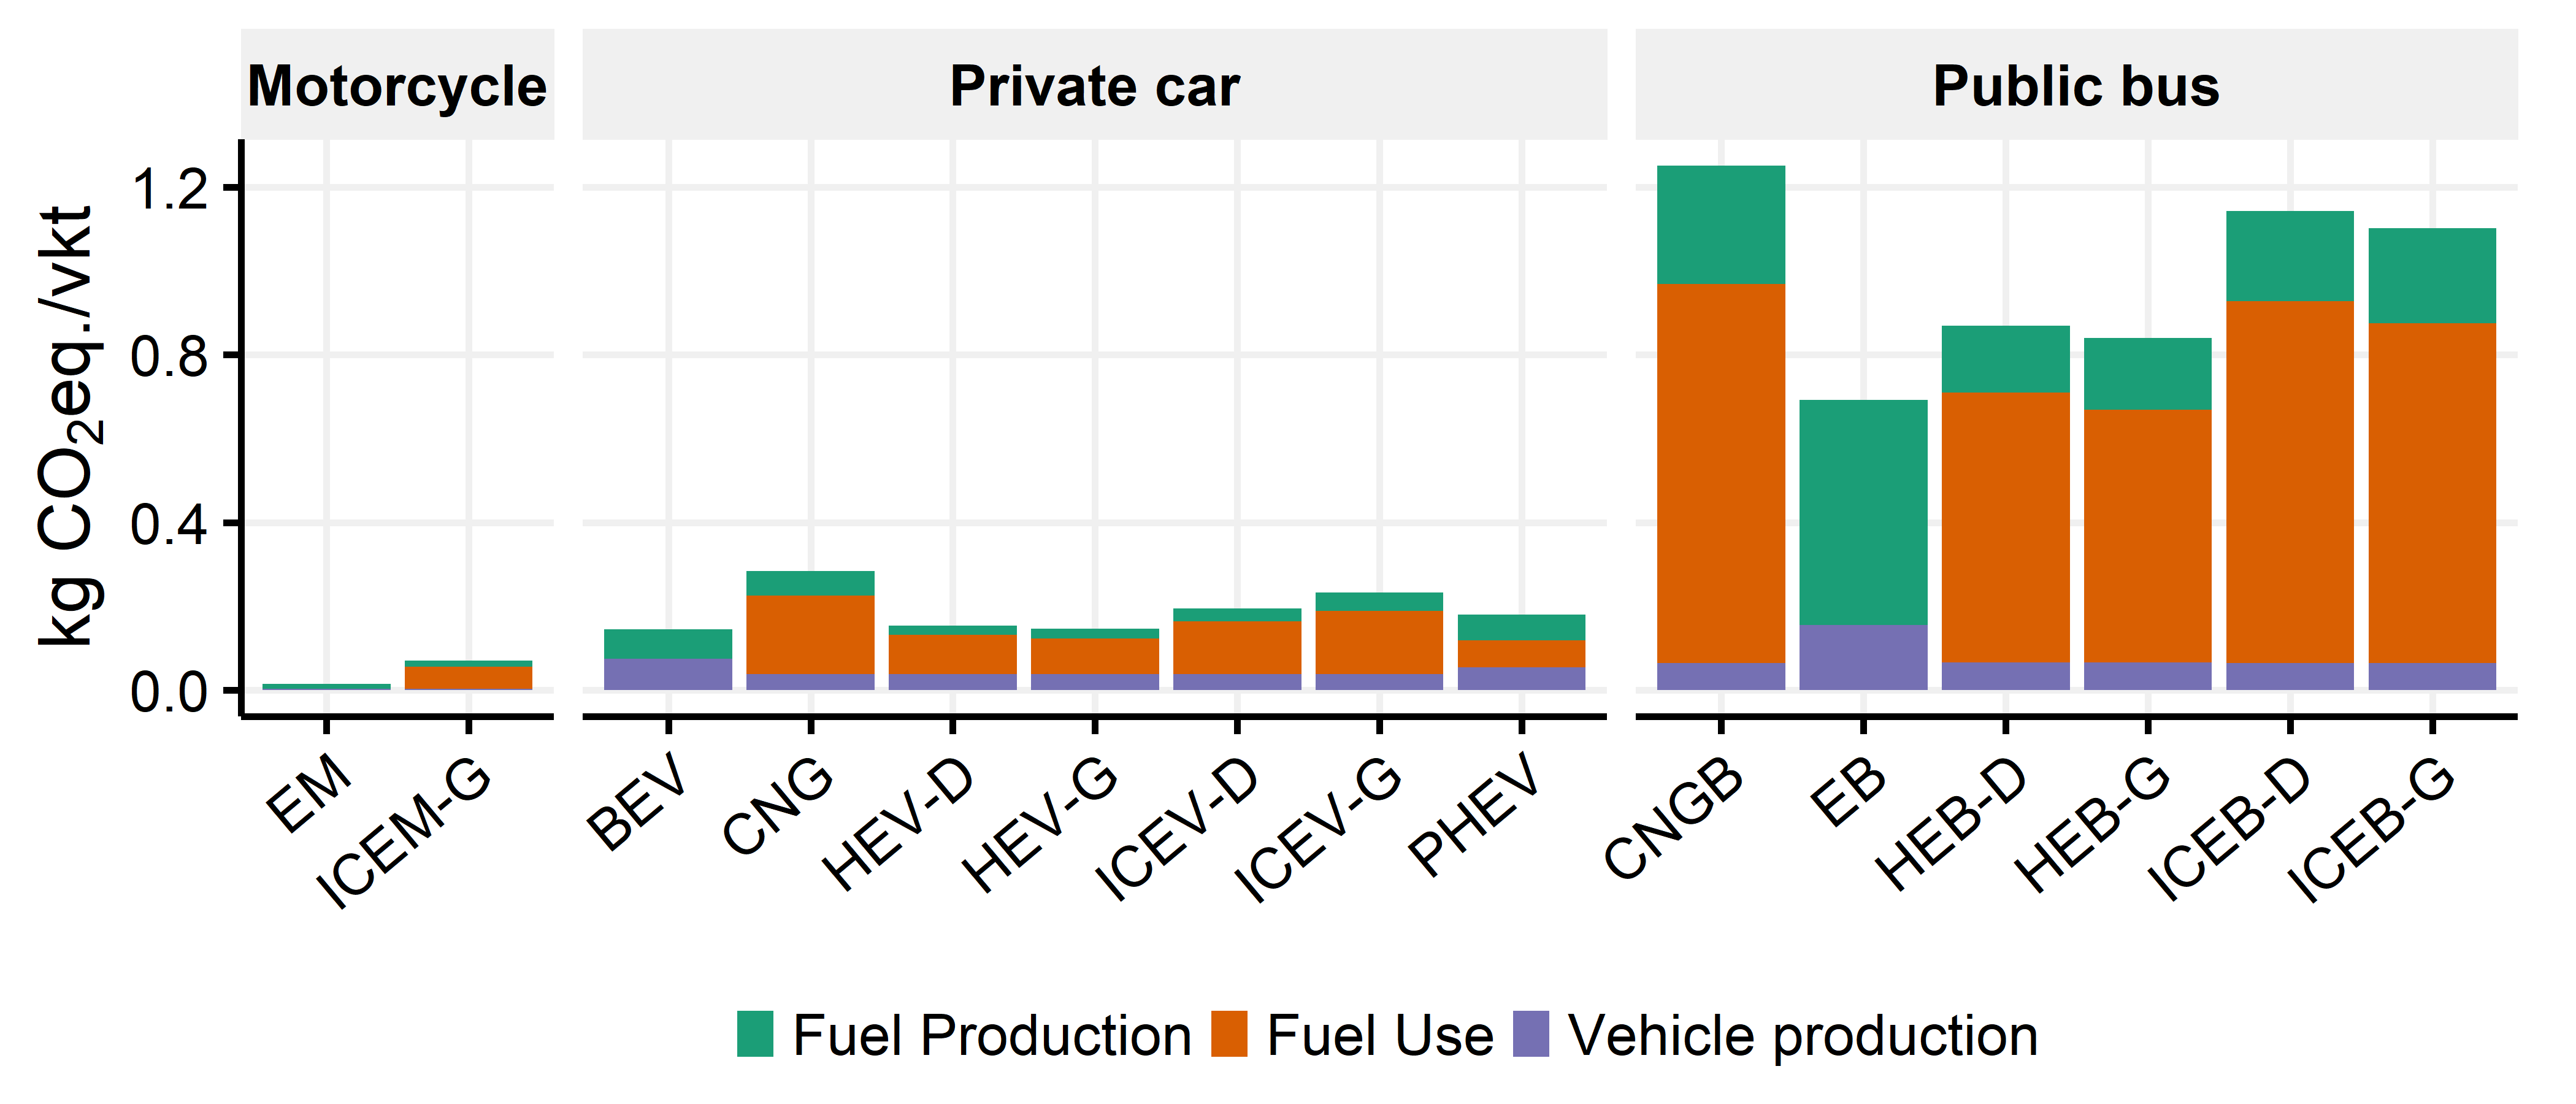 Motorcycle
Private car
Public bus
kg CO₂eq./vkt
1.2
0.8
0.4
0.0
EM
ICEM-G
BEV
CNG
HEV-D
HEV-G
ICEV-D
ICEV-G
PHEV
CNGB
EB
HEB-D
HEB-G
ICEB-D
ICEB-G
Fuel Production
Fuel Use
Vehicle production